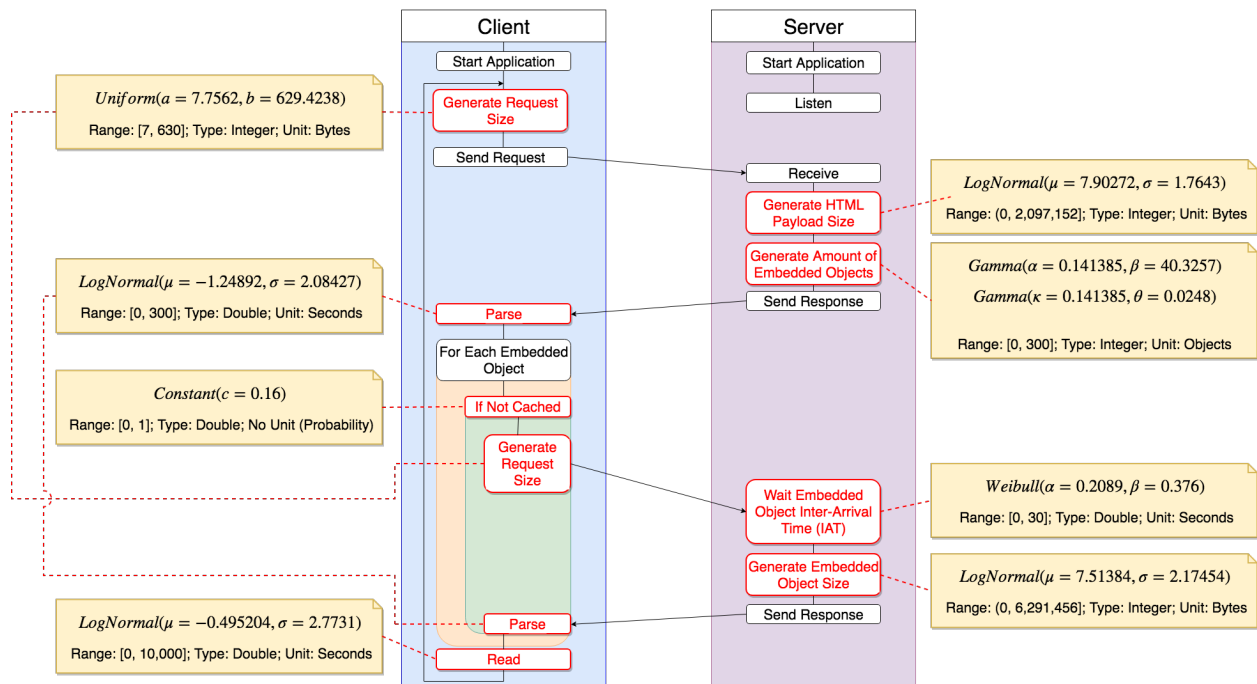 Client
Server
Start Application
Start Application
Uniform(a = 7.7562, b = 629.4238)
Range: [7, 630]; Type: Integer; Unit: Bytes
Generate Request
Size
Listen
Send Request
Receive
Generate HTML
Payload Size
LogNormal(μ = 7.90272, σ = 1.7643)
Range: (0, 2,097,152]; Type: Integer; Unit: Bytes
Generate Amount of
Embedded Objects
Gamma(α = 0.141385, β = 40.3257)
Gamma(κ = 0.141385, θ = 0.0248)
Range: [0, 300]; Type: Integer; Unit: Objects
LogNormal(μ = −1.24892, σ = 2.08427)
Range: [0, 300]; Type: Double; Unit: Seconds
Send Response
Parse
For Each Embedded
Object
Constant(c = 0.16)
Range: [0, 1]; Type: Double; No Unit (Probability)
If Not Cached
Generate
Request
Size
Wait Embedded
Object Inter-Arrival
Time (IAT)
Weibull(α = 0.2089, β = 0.376)
Range: [0, 30]; Type: Double; Unit: Seconds
Generate Embedded
Object Size
LogNormal(μ = 7.51384, σ = 2.17454)
Range: (0, 6,291,456]; Type: Integer; Unit: Bytes
Send Response
Parse
LogNormal(μ = −0.495204, σ = 2.7731)
Range: [0, 10,000]; Type: Double; Unit: Seconds
Read